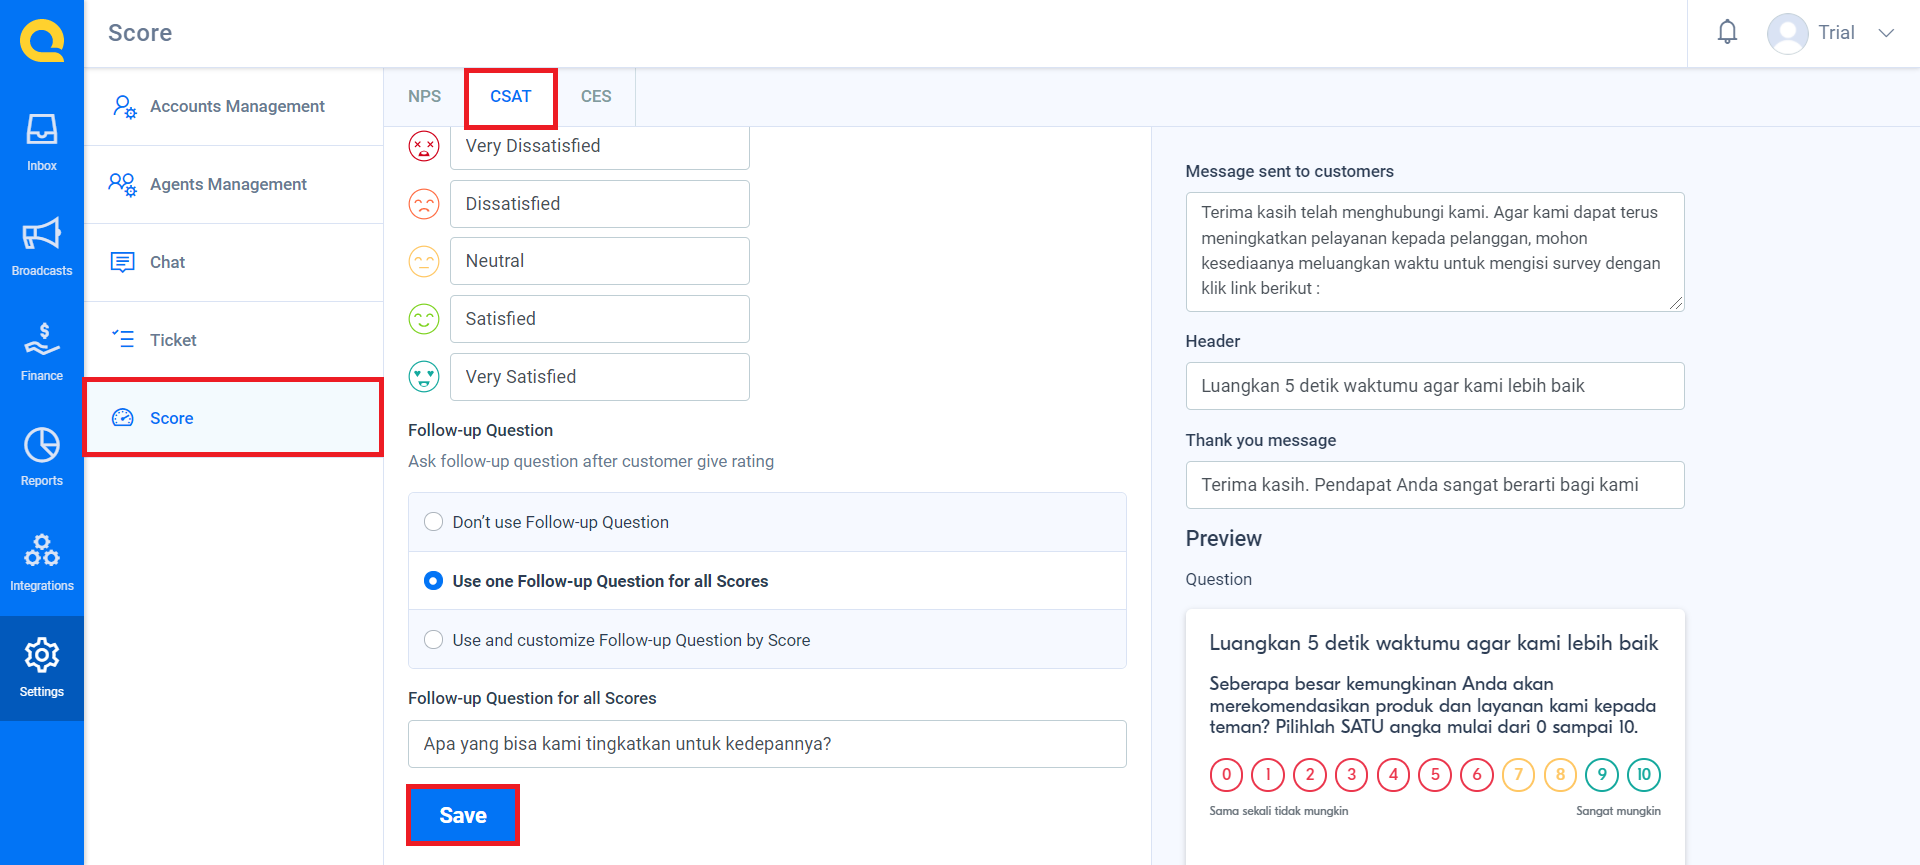 Score
Trial
Inbox
Broadcasts
Finance
Reports
Integrations
Settings
Accounts Management
Agents Management
Chat
Ticket
Score
NPS
CSAT
CES
Very Dissatisfied
Dissatisfied
Neutral
Satisfied
Very Satisfied
Follow-up Question
Ask follow-up question after customer give rating
Don't use Follow-up Question
Use one Follow-up Question for all Scores
Use and customize Follow-up Question by Score
Follow-up Question for all Scores
Apa yang bisa kami tingkatkan untuk kedepannya?
Save
Message sent to customers
Terima kasih telah menghubungi kami. Agar kami dapat terus
meningkatkan pelayanan kepada pelanggan, mohon
kesediaanya meluangkan waktu untuk mengisi survey dengan
klik link berikut :
Header
Luangkan 5 detik waktumu agar kami lebih baik
Thank you message
Terima kasih. Pendapat Anda sangat berarti bagi kami
Preview
Question
Luangkan 5 detik waktumu agar kami lebih baik
Seberapa besar kemungkinan Anda akan
merekomendasikan produk dan layanan kami kepada
teman? Pilihlah SATU angka mulai dari 0 sampai 10.
0 1 2 3 4 5 6 7 8 9 10
Sama sekali tidak mungkin
Sangat mungkin